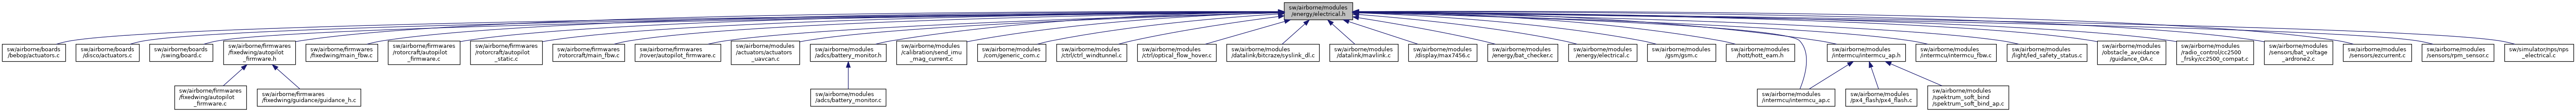 sw/airborne/modules
/energy/electrical.h
sw/airborne/boards
/bebop/actuators.c
sw/airborne/boards
/disco/actuators.c
sw/airborne/boards
/swing/board.c
sw/airborne/firmwares
/fixedwing/autopilot
_firmware.h
sw/airborne/firmwares
/fixedwing/main_fbw.c
sw/airborne/firmwares
/rotorcraft/autopilot
_firmware.c
sw/airborne/firmwares
/rotorcraft/autopilot
_static.c
sw/airborne/firmwares
/rotorcraft/main_fbw.c
sw/airborne/firmwares
/rover/autopilot_firmware.c
sw/airborne/modules
/actuators/actuators
_uavcan.c
sw/airborne/modules
/adcs/battery_monitor.h
sw/airborne/modules
/calibration/send_imu
_mag_current.c
sw/airborne/modules
/com/generic_com.c
sw/airborne/modules
/ctrl/ctrl_windtunnel.c
sw/airborne/modules
/ctrl/optical_flow_hover.c
sw/airborne/modules
/datalink/bitcraze/syslink_dl.c
sw/airborne/modules
/datalink/mavlink.c
sw/airborne/modules
/display/max7456.c
sw/airborne/modules
/energy/bat_checker.c
sw/airborne/modules
/energy/electrical.c
sw/airborne/modules
/gsm/gsm.c
sw/airborne/modules
/hott/hott_eam.h
sw/airborne/modules
/intermcu/intermcu_ap.h
sw/airborne/modules
/intermcu/intermcu_fbw.c
sw/airborne/modules
/light/led_safety_status.c
sw/airborne/modules
/obstacle_avoidance
/guidance_OA.c
sw/airborne/modules
/radio_control/cc2500
_frsky/cc2500_compat.c
sw/airborne/modules
/sensors/bat_voltage
_ardrone2.c
sw/airborne/modules
/sensors/ezcurrent.c
sw/airborne/modules
/sensors/rpm_sensor.c
sw/simulator/nps/nps
_electrical.c
sw/airborne/firmwares
/fixedwing/autopilot
_firmware.c
sw/airborne/firmwares
/fixedwing/guidance/guidance_h.c
sw/airborne/modules
/adcs/battery_monitor.c
sw/airborne/modules
/intermcu/intermcu_ap.c
sw/airborne/modules
/px4_flash/px4_flash.c
sw/airborne/modules
/spektrum_soft_bind
/spektrum_soft_bind_ap.c